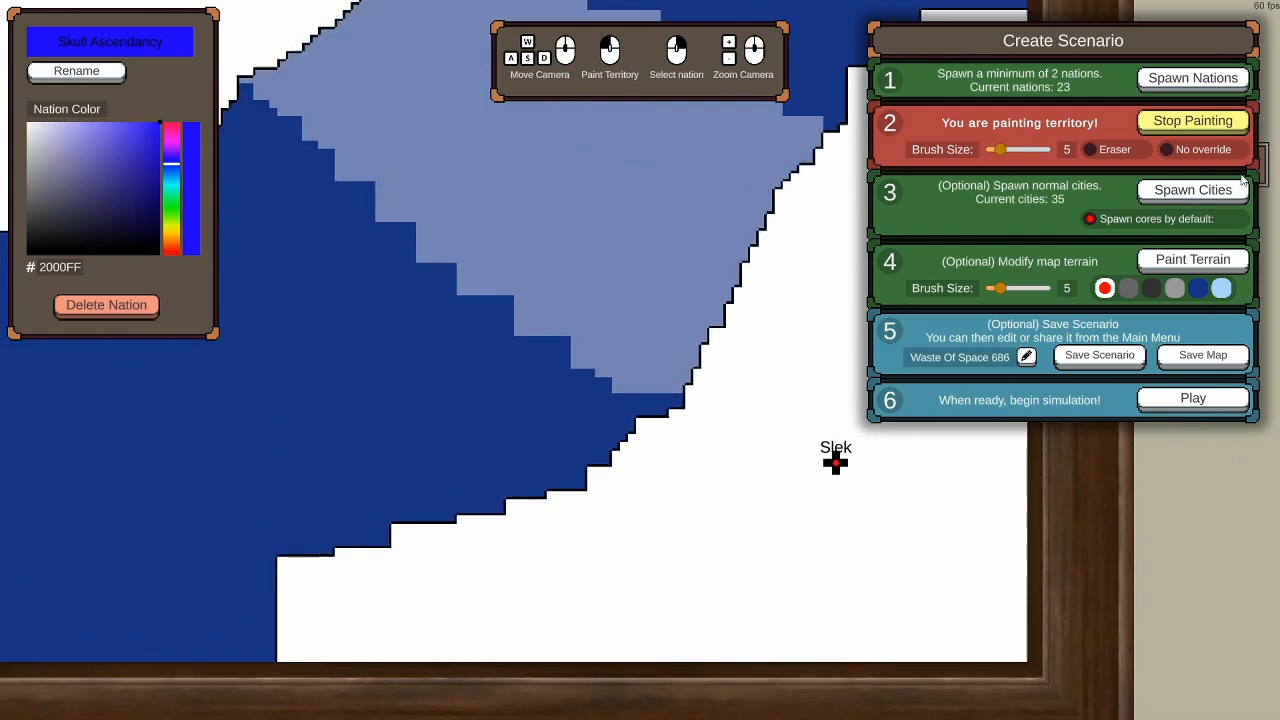 60 fps
Skull Ascendancy
Rename
Nation Color
# 2000FF
Delete Nation
W
A S D
+
-
Move Camera
Paint Territory
Select nation
Zoom Camera
Create Scenario
1
Spawn a minimum of 2 nations.
Current nations: 23
Spawn Nations
2
You are painting territory!
Stop Painting
Brush Size:
5
Eraser
No override
3
(Optional) Spawn normal cities.
Current cities: 35
Spawn Cities
Spawn cores by default:
4
(Optional) Modify map terrain
Paint Terrain
Brush Size:
5
5
(Optional) Save Scenario
You can then edit or share it from the Main Menu
Waste Of Space 686
Save Scenario
Save Map
6
When ready, begin simulation!
Play
Slek